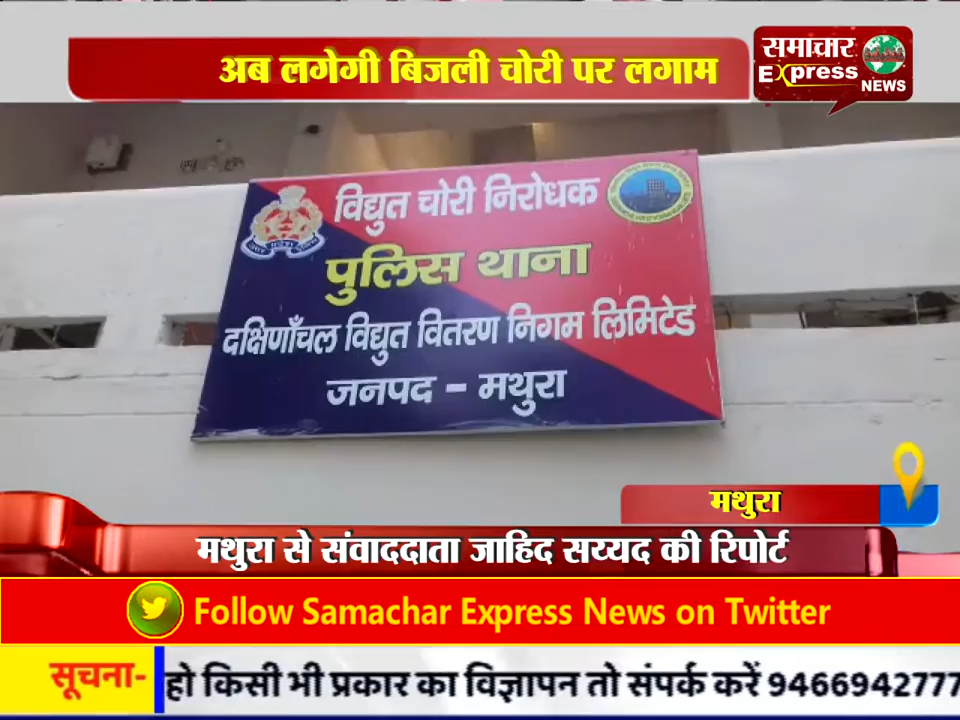 अब लगेगी बिजली चोरी पर लगाम
समाचार
Express
NEWS
विद्युत चोरी निरोधक
पुलिस थाना
दक्षिणाँचल विद्युत वितरण निगम लिमिटेड
जनपद - मथुरा
मथुरा
मथुरा से संवाददाता जाहिद सय्यद की रिपोर्ट
Follow Samachar Express News on Twitter
सूचना- हो किसी भी प्रकार का विज्ञापन तो संपर्क करें 9466942777